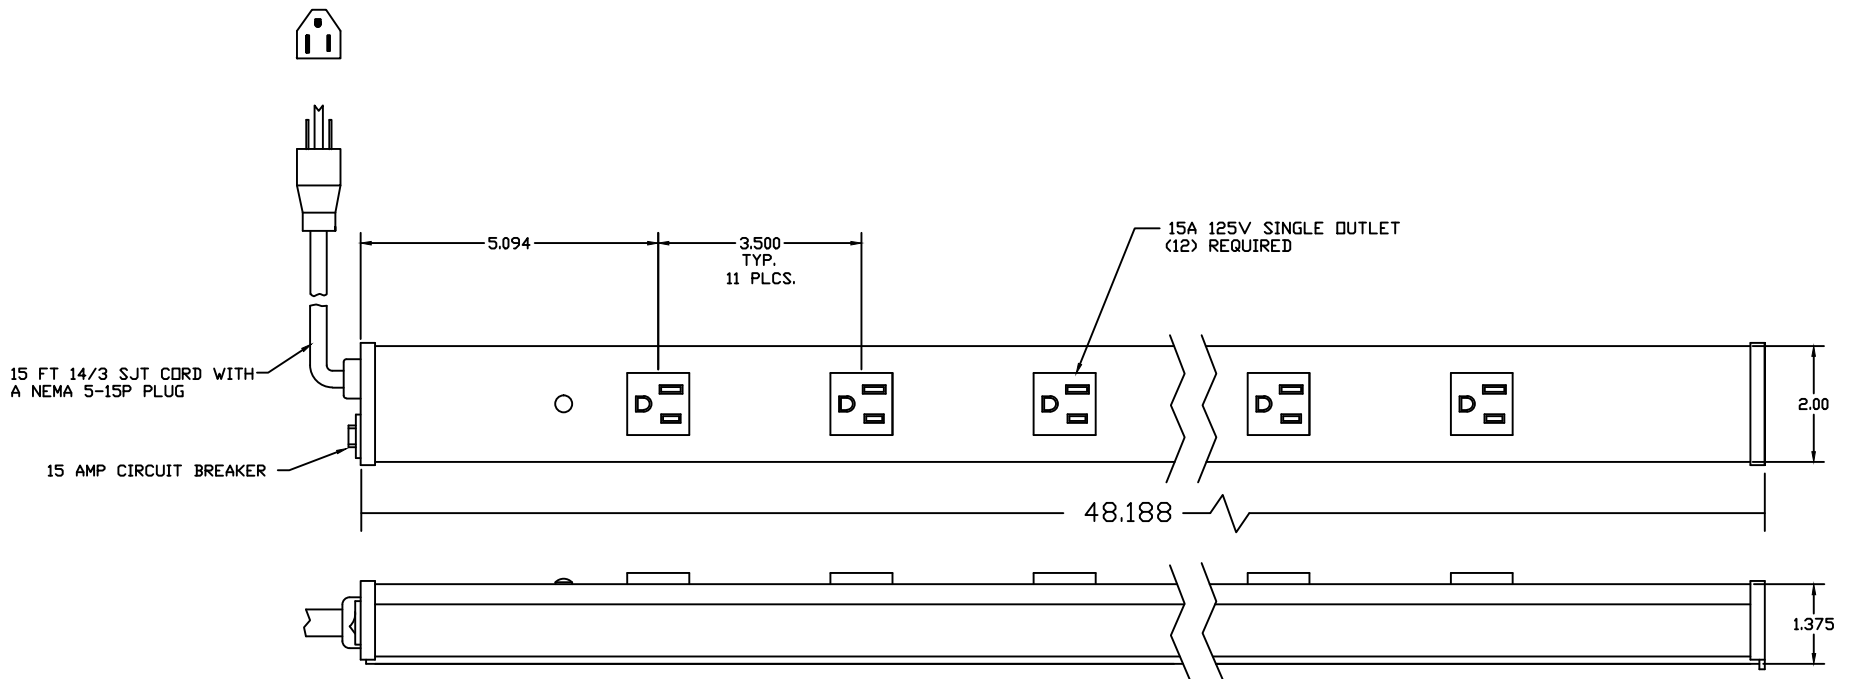 15A 125V SINGLE OUTLET
(12) REQUIRED
5.094
3.500
TYP.
11 PLCS.
15 FT 14/3 SJT CORD WITH
A NEMA 5-15P PLUG
2.00
15 AMP CIRCUIT BREAKER
48.188
1.375